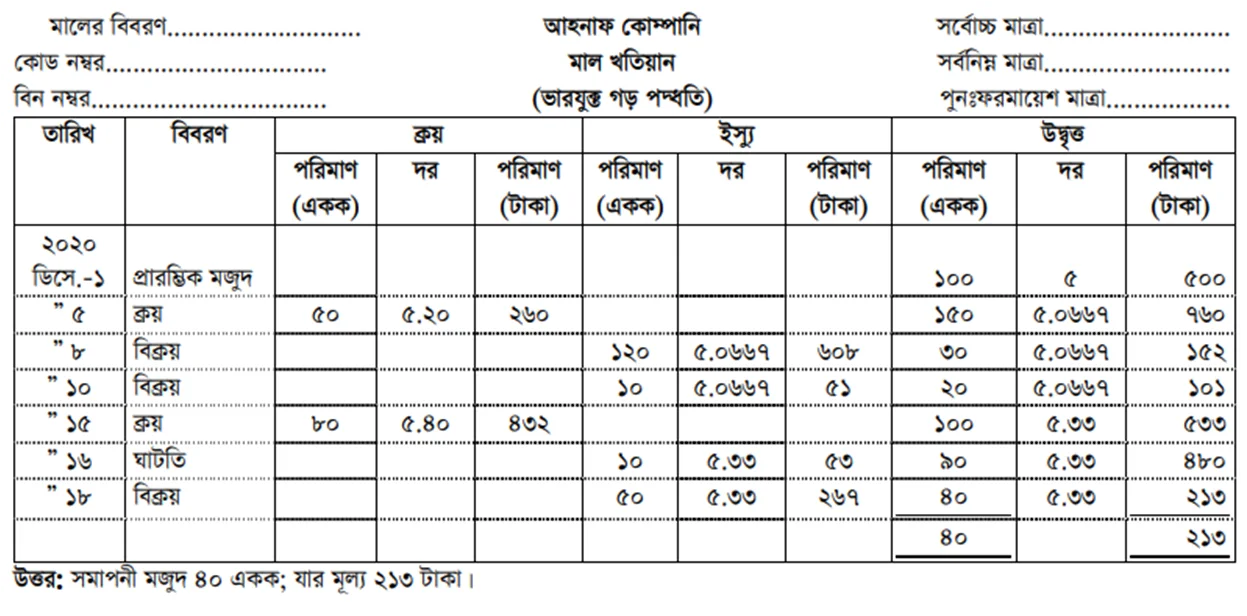 মালের বিবরণ............................. আহনাফ কোম্পানি সর্বোচ্চ মাত্রা............................
কোড নম্বর................................. মাল খতিয়ান সর্বনিম্ন মাত্রা............................
বিন নম্বর................................... (ভারযুক্ত গড় পদ্ধতি) পুনঃফরমায়েশ মাত্রা..................
তারিখ বিবরণ ক্রয় ইস্যু উদ্বৃত্ত
পরিমাণ দর পরিমাণ পরিমাণ দর পরিমাণ পরিমাণ দর পরিমাণ
(একক) (টাকা) (একক) (টাকা) (একক) (টাকা)
২০২০
ডিসে.-১ প্রারম্ভিক মজুদ ১০০ ৫ ৫০০
” ৫ ক্রয় ৫০ ৫.২০ ২৬০ ১৫০ ৫.০৬৬৭ ৭৬০
” ৮ বিক্রয় ১২০ ৫.০৬৬৭ ৬০৮ ৩০ ৫.০৬৬৭ ১৫২
” ১০ বিক্রয় ১০ ৫.০৬৬৭ ৫১ ২০ ৫.০৬৬৭ ১০১
” ১৫ ক্রয় ৮০ ৫.৪০ ৪৩২ ১০০ ৫.৩৩ ৫৩৩
” ১৬ ঘাটতি ১০ ৫.৩৩ ৫৩ ৯০ ৫.৩৩ ৪৮০
” ১৮ বিক্রয় ৫০ ৫.৩৩ ২৬৭ ৪০ ৫.৩৩ ২১৩
৪০ ২১৩
উত্তর: সমাপনী মজুদ ৪০ একক; যার মূল্য ২১৩ টাকা।